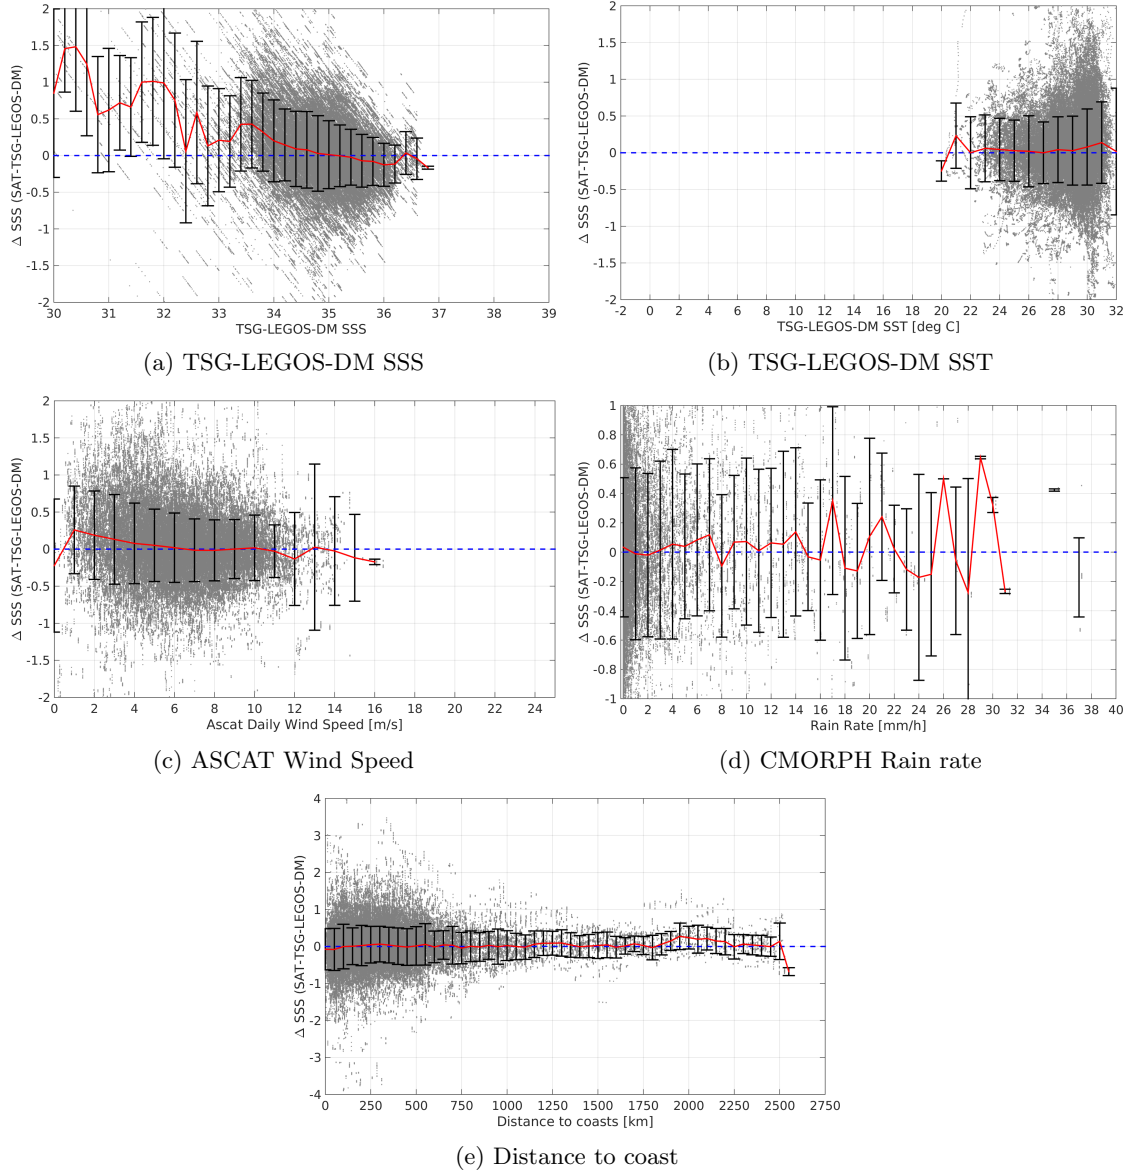 2
1.5
1
0.5
0
-0.5
-1
-1.5
-2
Δ SSS (SAT-TSG-LEGOS-DM)
30 31 32 33 34 35 36 37 38 39
TSG-LEGOS-DM SSS
(a) TSG-LEGOS-DM SSS
2
1.5
1
0.5
0
-0.5
-1
-1.5
-2
Δ SSS (SAT-TSG-LEGOS-DM)
-2 0 2 4 6 8 10 12 14 16 18 20 22 24 26 28 30 32
TSG-LEGOS-DM SST [deg C]
(b) TSG-LEGOS-DM SST
2
1.5
1
0.5
0
-0.5
-1
-1.5
-2
Δ SSS (SAT-TSG-LEGOS-DM)
0 2 4 6 8 10 12 14 16 18 20 22 24
Ascat Daily Wind Speed [m/s]
(c) ASCAT Wind Speed
1
0.8
0.6
0.4
0.2
0
-0.2
-0.4
-0.6
-0.8
-1
Δ SSS (SAT-TSG-LEGOS-DM)
0 2 4 6 8 10 12 14 16 18 20 22 24 26 28 30 32 34 36 38 40
Rain Rate [mm/h]
(d) CMORPH Rain rate
4
3
2
1
0
-1
-2
-3
-4
Δ SSS (SAT-TSG-LEGOS-DM)
0 250 500 750 1000 1250 1500 1750 2000 2250 2500 2750
Distance to coasts [km]
(e) Distance to coast